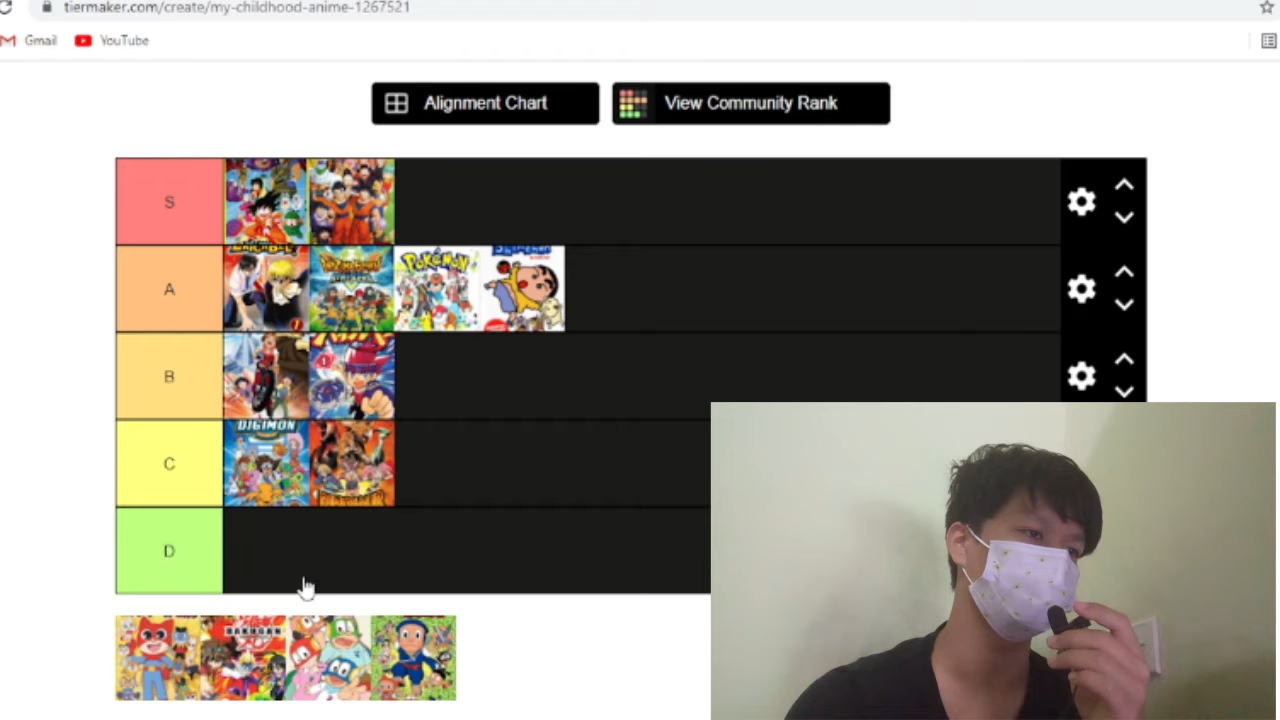 tiermaker.com/create/my-childhood-anime-1267521
Gmail
YouTube
Alignment Chart
View Community Rank
S
A
POKéMON
B
C
DIGIMON
D